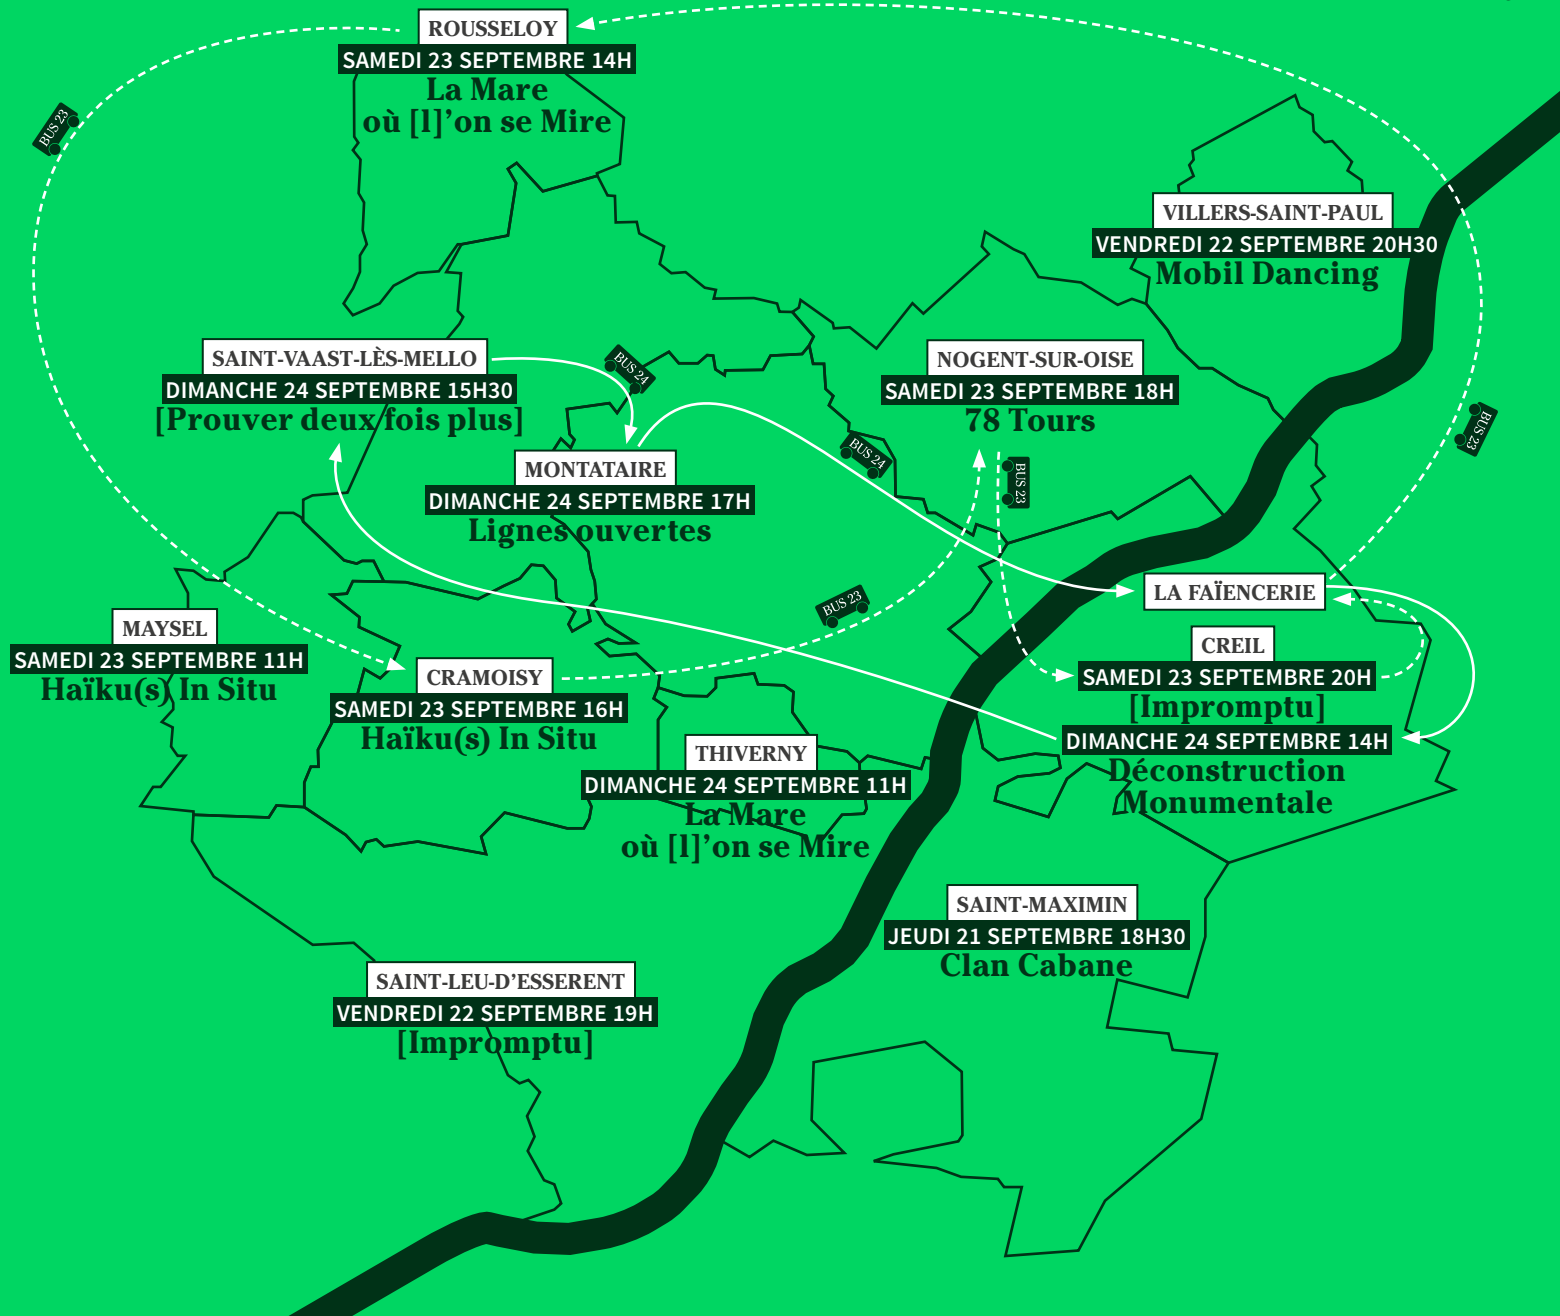 ROUSSELOY
SAMEDI 23 SEPTEMBRE 14H
La Mare
où [l]’on se Mire
BUS 23
VILLERS-SAINT-PAUL
VENDREDI 22 SEPTEMBRE 20H30
Mobil Dancing
SAINT-VAAST-LÈS-MELLO
DIMANCHE 24 SEPTEMBRE 15H30
[Prouver deux fois plus]
BUS 24
NOGENT-SUR-OISE
SAMEDI 23 SEPTEMBRE 18H
78 Tours
BUS 23
BUS 24
BUS 23
MONTATAIRE
DIMANCHE 24 SEPTEMBRE 17H
Lignes ouvertes
LA FAÏENCERIE
BUS 23
MAYSEL
SAMEDI 23 SEPTEMBRE 11H
Haïku(s) In Situ
CRAMOISY
SAMEDI 23 SEPTEMBRE 16H
Haïku(s) In Situ
CREIL
SAMEDI 23 SEPTEMBRE 20H
[Impromptu]
DIMANCHE 24 SEPTEMBRE 14H
Déconstruction
Monumentale
THIVERNY
DIMANCHE 24 SEPTEMBRE 11H
La Mare
où [l]’on se Mire
SAINT-MAXIMIN
JEUDI 21 SEPTEMBRE 18H30
Clan Cabane
SAINT-LEU-D’ESSERENT
VENDREDI 22 SEPTEMBRE 19H
[Impromptu]